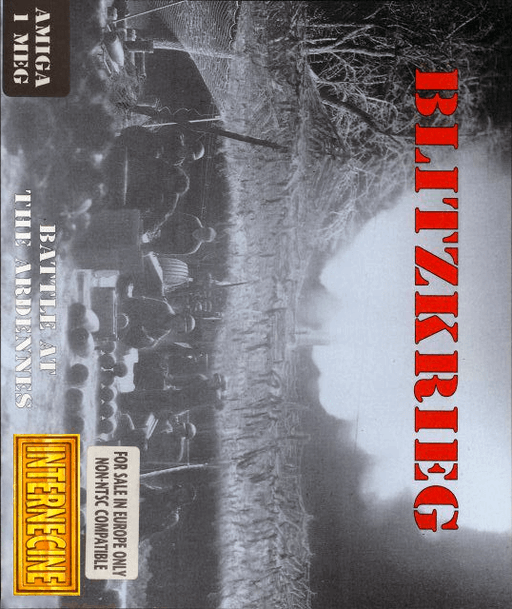 BLITZKRIEG
BATTLE AT
THE ARDENNES
AMIGA
1 MEG
FOR SALE IN EUROPE ONLY
NON-NTSC COMPATIBLE
INTERNECINE